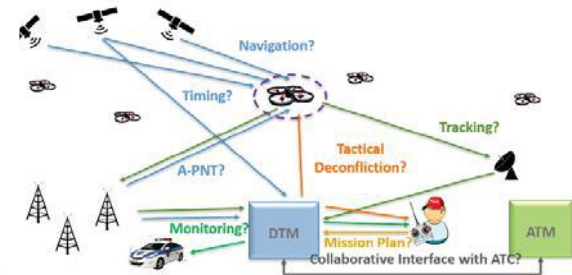 Navigation?
Timing?
Tracking?
Tactical
Deconfliction?
A-PNT?
Monitoring?
DTM
Mission Plan?
ATM
Collaborative Interface with ATC?